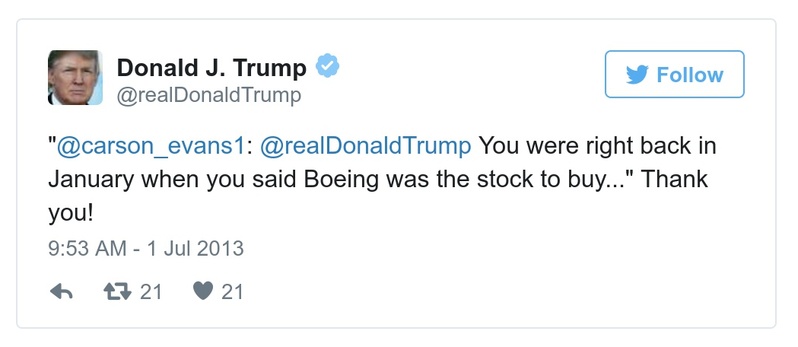 Donald J. Trump
@realDonaldTrump
Follow
"@carson_evans1: @realDonaldTrump You were right back in
January when you said Boeing was the stock to buy..." Thank
you!
9:53 AM - 1 Jul 2013
21 21